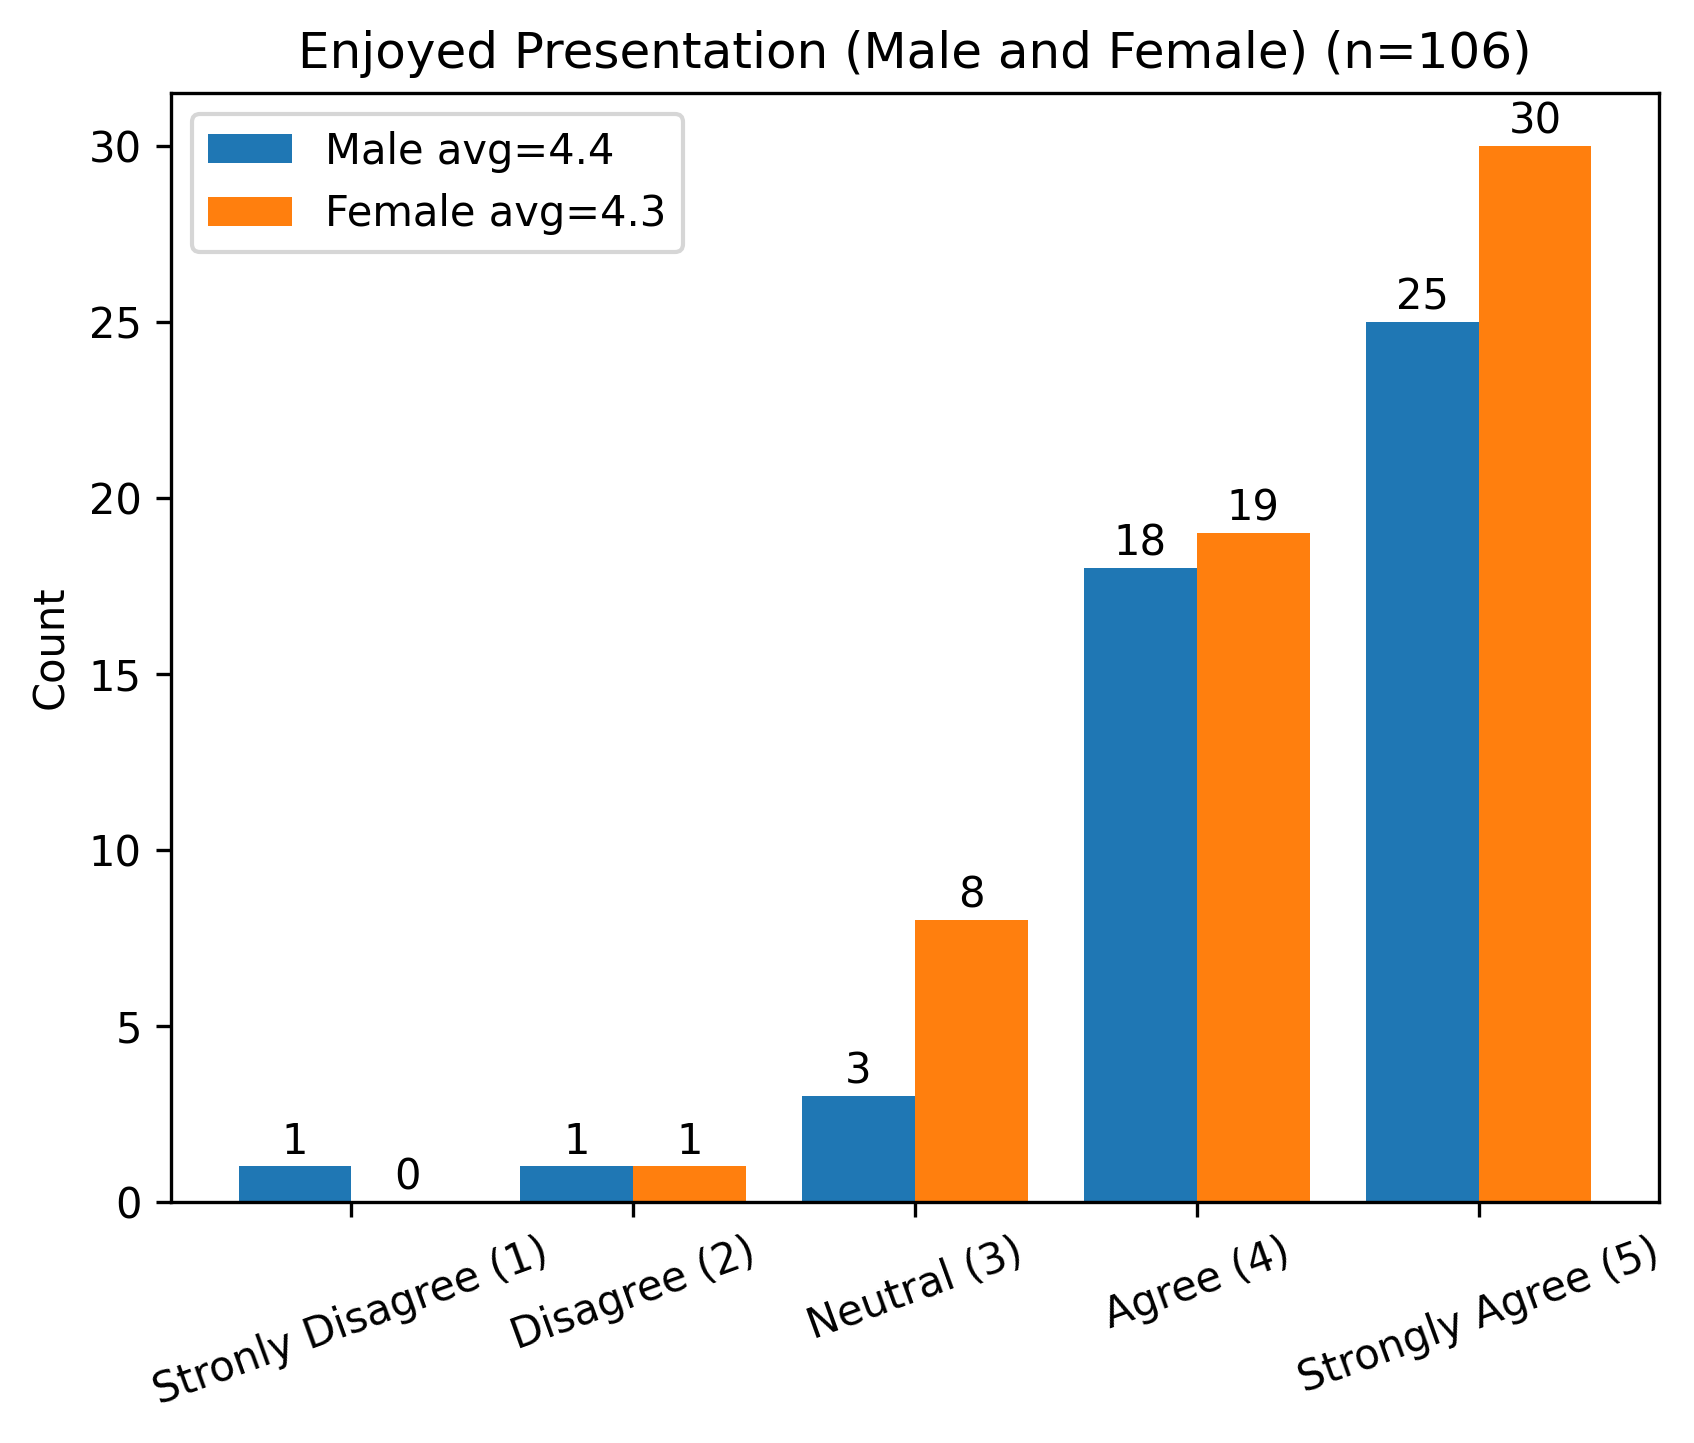 Enjoyed Presentation (Male and Female) (n=106)
Male avg=4.4
Female avg=4.3
Count
30
25
20
15
10
5
0
1
0
1
1
3
8
18
19
25
30
Stronly Disagree (1)
Disagree (2)
Neutral (3)
Agree (4)
Strongly Agree (5)